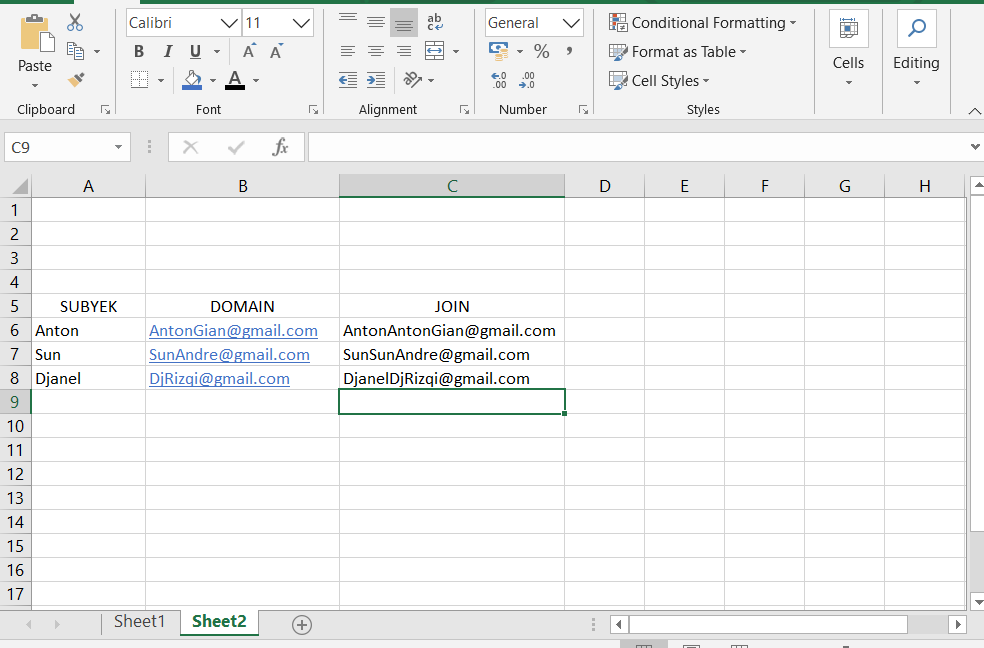 Calibri 11 ab General
B I U A A % ,
Paste A .00 .00
Conditional Formatting
Format as Table
Cell Styles
Cells
Editing
Clipboard Font Alignment Number Styles
C9 fx
A B C D E F G H
1
2
3
4
5 SUBYEK DOMAIN JOIN
6 Anton AntonGian@gmail.com AntonAntonGian@gmail.com
7 Sun SunAndre@gmail.com SunSunAndre@gmail.com
8 Djanel DjRizqi@gmail.com DjanelDjRizqi@gmail.com
9
10
11
12
13
14
15
16
17
Sheet1 Sheet2